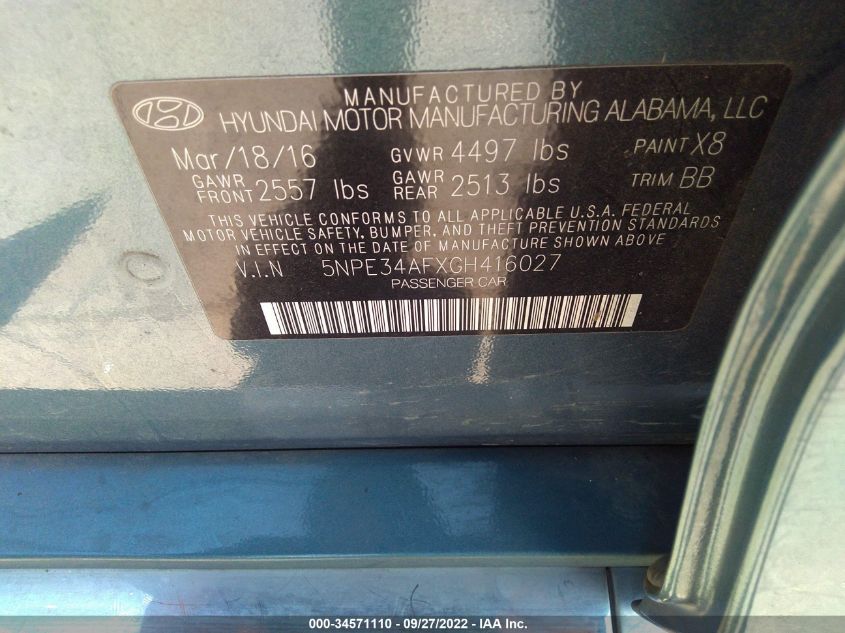 MANUFACTURED BY
HYUNDAI MOTOR MANUFACTURING ALABAMA, LLC
Mar/18/16 GVWR 4497 lbs PAINT X8
GAWR FRONT 2557 lbs GAWR REAR 2513 lbs TRIM BB
THIS VEHICLE CONFORMS TO ALL APPLICABLE U.S.A. FEDERAL
MOTOR VEHICLE SAFETY, BUMPER, AND THEFT PREVENTION STANDARDS
IN EFFECT ON THE DATE OF MANUFACTURE SHOWN ABOVE
V.I.N 5NPE34AFXGH416027
PASSENGER CAR
000-34571110 - 09/27/2022 - IAA Inc.